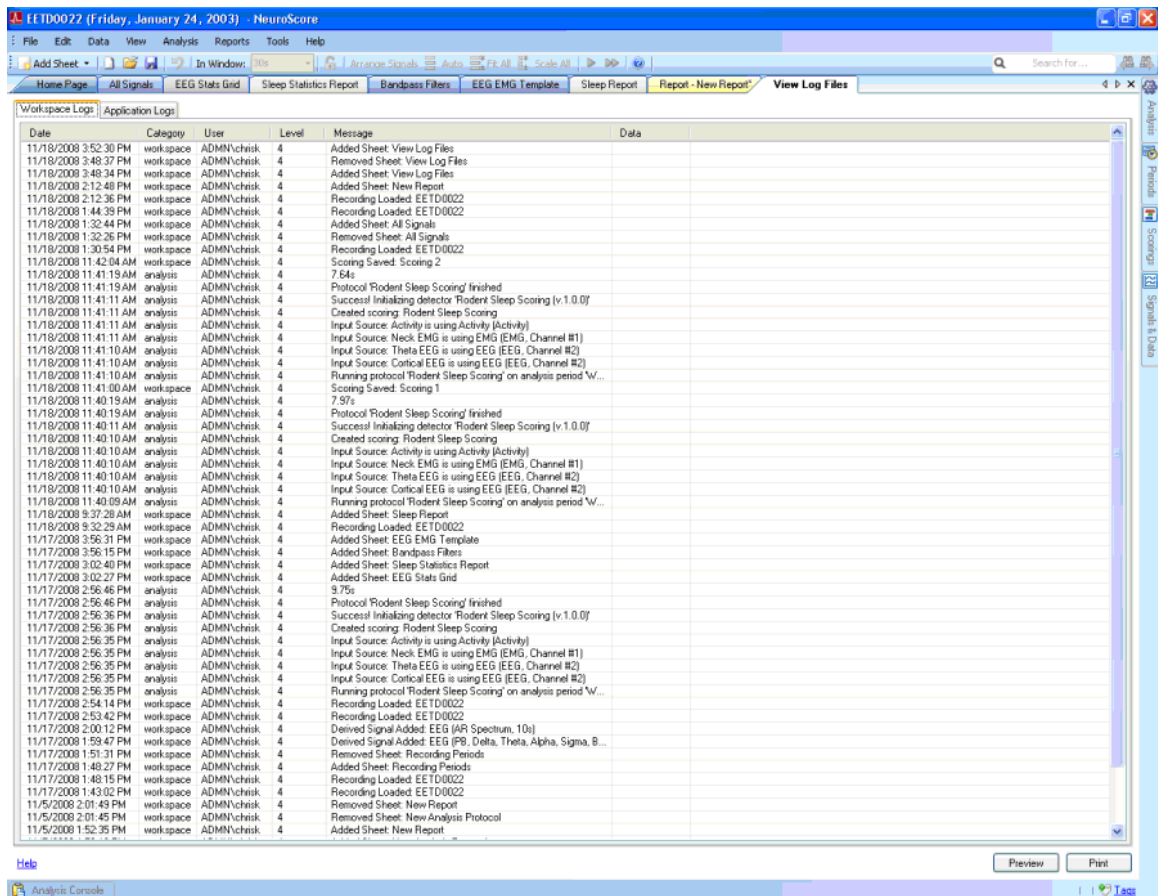 EETD0022 (Friday, January 24, 2003) - NeuroScore
File Edit Data View Analysis Reports Tools Help
Add Sheet In Window: 30s Arrange Signals Auto Fit All Scale All Search for...
Home Page All Signals EEG Stats Grid Sleep Statistics Report Bandpass Filters EEG EMG Template Sleep Report Report - New Report* View Log Files
Workspace Logs Application Logs
Date Category User Level Message Data
11/18/2008 3:52:30 PM workspace ADMN\chrisk 4 Added Sheet: View Log Files
11/18/2008 3:48:37 PM workspace ADMN\chrisk 4 Removed Sheet: View Log Files
11/18/2008 3:48:34 PM workspace ADMN\chrisk 4 Added Sheet: View Log Files
11/18/2008 2:12:48 PM workspace ADMN\chrisk 4 Added Sheet: New Report
11/18/2008 2:12:36 PM workspace ADMN\chrisk 4 Recording Loaded: EETD0022
11/18/2008 1:44:39 PM workspace ADMN\chrisk 4 Recording Loaded: EETD0022
11/18/2008 1:32:44 PM workspace ADMN\chrisk 4 Added Sheet: All Signals
11/18/2008 1:32:26 PM workspace ADMN\chrisk 4 Removed Sheet: All Signals
11/18/2008 1:30:54 PM workspace ADMN\chrisk 4 Recording Loaded: EETD0022
11/18/2008 11:42:04 AM workspace ADMN\chrisk 4 Scoring Saved: Scoring 2
11/18/2008 11:41:19 AM analysis ADMN\chrisk 4 7.64s
11/18/2008 11:41:19 AM analysis ADMN\chrisk 4 Protocol 'Rodent Sleep Scoring' finished
11/18/2008 11:41:11 AM analysis ADMN\chrisk 4 Success! Initializing detector 'Rodent Sleep Scoring (v.1.0.0)'
11/18/2008 11:41:11 AM analysis ADMN\chrisk 4 Created scoring: Rodent Sleep Scoring
11/18/2008 11:41:11 AM analysis ADMN\chrisk 4 Input Source: Activity is using Activity (Activity)
11/18/2008 11:41:11 AM analysis ADMN\chrisk 4 Input Source: Neck EMG is using EMG (EMG, Channel #1)
11/18/2008 11:41:10 AM analysis ADMN\chrisk 4 Input Source: Theta EEG is using EEG (EEG, Channel #2)
11/18/2008 11:41:10 AM analysis ADMN\chrisk 4 Input Source: Cortical EEG is using EEG (EEG, Channel #2)
11/18/2008 11:41:10 AM analysis ADMN\chrisk 4 Running protocol 'Rodent Sleep Scoring' on analysis period 'W...
11/18/2008 11:41:00 AM workspace ADMN\chrisk 4 Scoring Saved: Scoring 1
11/18/2008 11:40:19 AM analysis ADMN\chrisk 4 7.97s
11/18/2008 11:40:19 AM analysis ADMN\chrisk 4 Protocol 'Rodent Sleep Scoring' finished
11/18/2008 11:40:11 AM analysis ADMN\chrisk 4 Success! Initializing detector 'Rodent Sleep Scoring (v.1.0.0)'
11/18/2008 11:40:10 AM analysis ADMN\chrisk 4 Created scoring: Rodent Sleep Scoring
11/18/2008 11:40:10 AM analysis ADMN\chrisk 4 Input Source: Activity is using Activity (Activity)
11/18/2008 11:40:10 AM analysis ADMN\chrisk 4 Input Source: Neck EMG is using EMG (EMG, Channel #1)
11/18/2008 11:40:10 AM analysis ADMN\chrisk 4 Input Source: Theta EEG is using EEG (EEG, Channel #2)
11/18/2008 11:40:10 AM analysis ADMN\chrisk 4 Input Source: Cortical EEG is using EEG (EEG, Channel #2)
11/18/2008 11:40:09 AM analysis ADMN\chrisk 4 Running protocol 'Rodent Sleep Scoring' on analysis period 'W...
11/18/2008 9:37:28 AM workspace ADMN\chrisk 4 Added Sheet: Sleep Report
11/18/2008 9:32:29 AM workspace ADMN\chrisk 4 Recording Loaded: EETD0022
11/17/2008 3:56:31 PM workspace ADMN\chrisk 4 Added Sheet: EEG EMG Template
11/17/2008 3:56:15 PM workspace ADMN\chrisk 4 Added Sheet: Bandpass Filters
11/17/2008 3:02:40 PM workspace ADMN\chrisk 4 Added Sheet: Sleep Statistics Report
11/17/2008 3:02:27 PM workspace ADMN\chrisk 4 Added Sheet: EEG Stats Grid
11/17/2008 2:56:46 PM analysis ADMN\chrisk 4 9.75s
11/17/2008 2:56:46 PM analysis ADMN\chrisk 4 Protocol 'Rodent Sleep Scoring' finished
11/17/2008 2:56:36 PM analysis ADMN\chrisk 4 Success! Initializing detector 'Rodent Sleep Scoring (v.1.0.0)'
11/17/2008 2:56:36 PM analysis ADMN\chrisk 4 Created scoring: Rodent Sleep Scoring
11/17/2008 2:56:35 PM analysis ADMN\chrisk 4 Input Source: Activity is using Activity (Activity)
11/17/2008 2:56:35 PM analysis ADMN\chrisk 4 Input Source: Neck EMG is using EMG (EMG, Channel #1)
11/17/2008 2:56:35 PM analysis ADMN\chrisk 4 Input Source: Theta EEG is using EEG (EEG, Channel #2)
11/17/2008 2:56:35 PM analysis ADMN\chrisk 4 Input Source: Cortical EEG is using EEG (EEG, Channel #2)
11/17/2008 2:56:35 PM analysis ADMN\chrisk 4 Running protocol 'Rodent Sleep Scoring' on analysis period 'W...
11/17/2008 2:54:14 PM workspace ADMN\chrisk 4 Recording Loaded: EETD0022
11/17/2008 2:53:42 PM workspace ADMN\chrisk 4 Recording Loaded: EETD0022
11/17/2008 2:00:12 PM workspace ADMN\chrisk 4 Derived Signal Added: EEG (AR Spectrum, 10s)
11/17/2008 1:59:47 PM workspace ADMN\chrisk 4 Derived Signal Added: EEG (PB, Delta, Theta, Alpha, Sigma, B...
11/17/2008 1:51:31 PM workspace ADMN\chrisk 4 Removed Sheet: Recording Periods
11/17/2008 1:48:27 PM workspace ADMN\chrisk 4 Added Sheet: Recording Periods
11/17/2008 1:48:15 PM workspace ADMN\chrisk 4 Recording Loaded: EETD0022
11/17/2008 1:43:02 PM workspace ADMN\chrisk 4 Recording Loaded: EETD0022
11/5/2008 2:01:49 PM workspace ADMN\chrisk 4 Removed Sheet: New Report
11/5/2008 2:01:45 PM workspace ADMN\chrisk 4 Removed Sheet: New Analysis Protocol
11/5/2008 1:52:35 PM workspace ADMN\chrisk 4 Added Sheet: New Report
Analysis
Periods
Scorings
Signals & Data
Help Preview Print
Analysis Console Tags